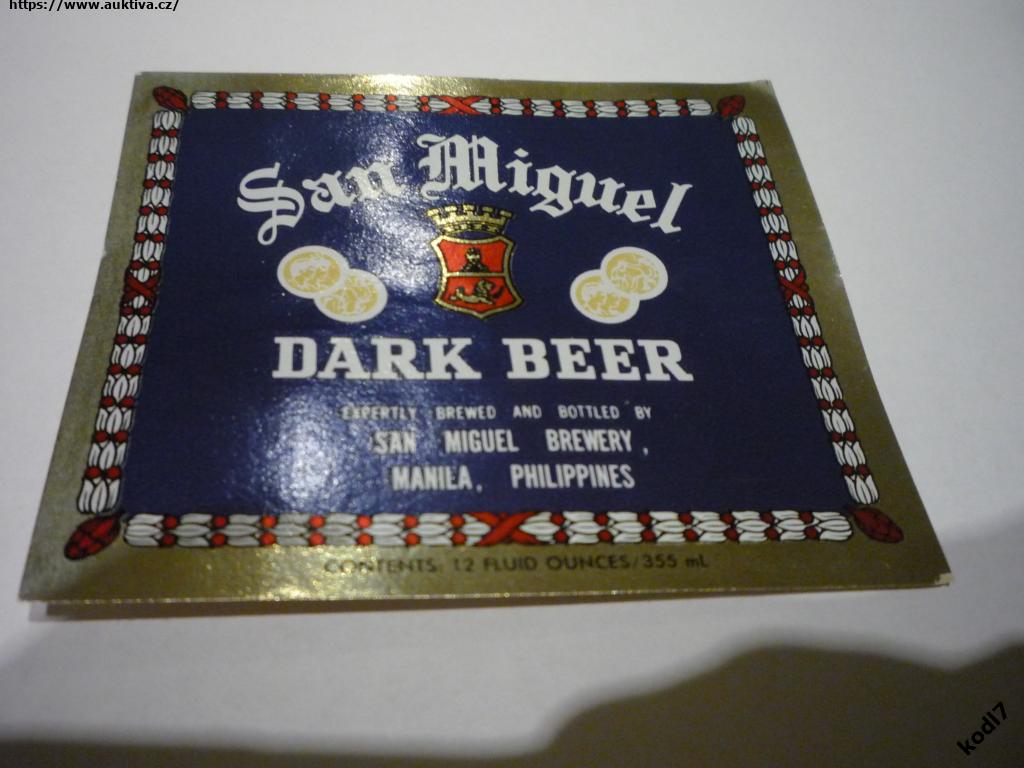 https://www.auktiva.cz/
San Miguel
DARK BEER
EXPERTLY BREWED AND BOTTLED BY
SAN MIGUEL BREWERY,
MANILA, PHILIPPINES
CONTENTS: 12 FLUID OUNCES/355 mL
kodl7